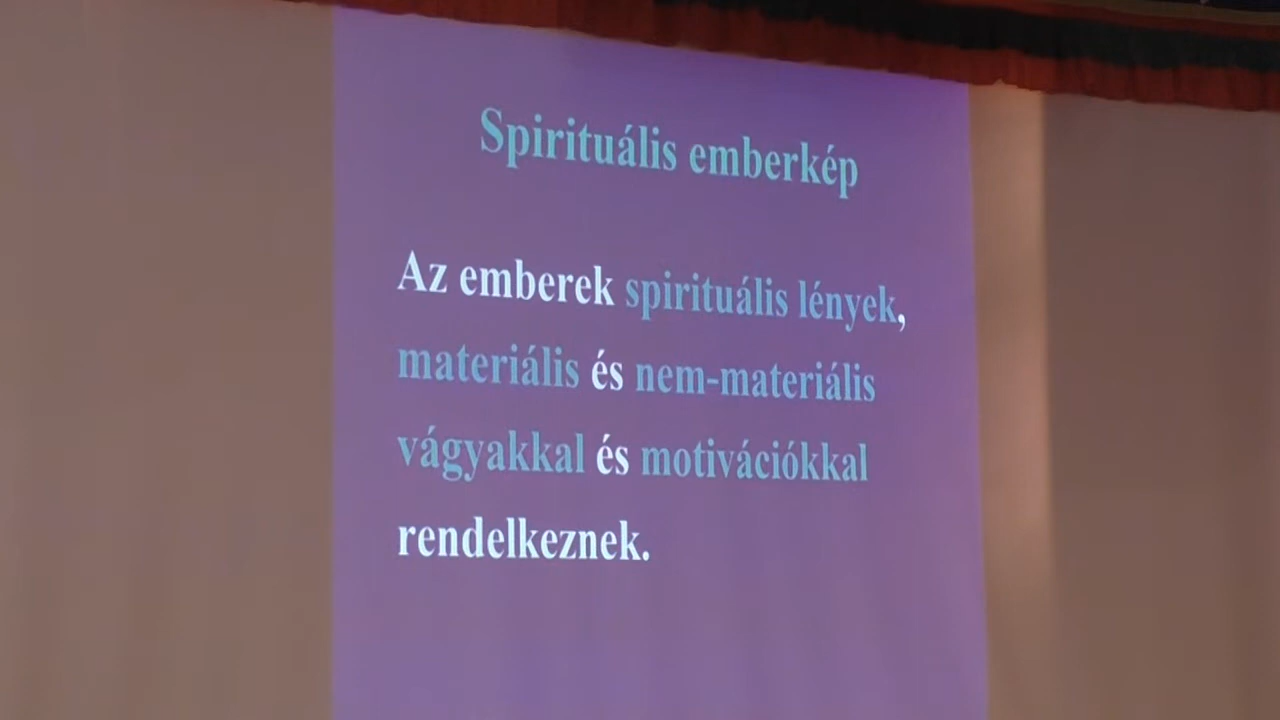 Spirituális emberkép
Az emberek spirituális lények,
materiális és nem-materiális
vágyakkal és motivációkkal
rendelkeznek.